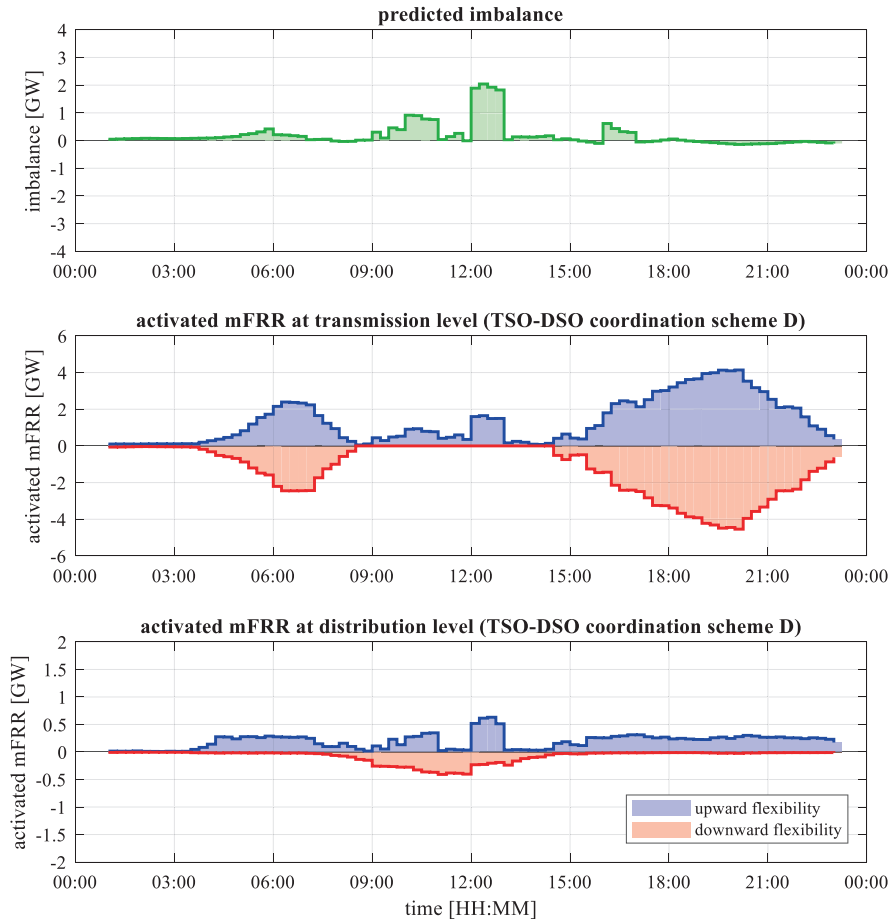 predicted imbalance
imbalance [GW]
4
3
2
1
0
-1
-2
-3
-4
00:00 03:00 06:00 09:00 12:00 15:00 18:00 21:00 00:00
activated mFRR at transmission level (TSO-DSO coordination scheme D)
activated mFRR [GW]
6
4
2
0
-2
-4
-6
00:00 03:00 06:00 09:00 12:00 15:00 18:00 21:00 00:00
activated mFRR at distribution level (TSO-DSO coordination scheme D)
activated mFRR [GW]
2
1.5
1
0.5
0
-0.5
-1
-1.5
-2
upward flexibility
downward flexibility
00:00 03:00 06:00 09:00 12:00 15:00 18:00 21:00 00:00
time [HH:MM]